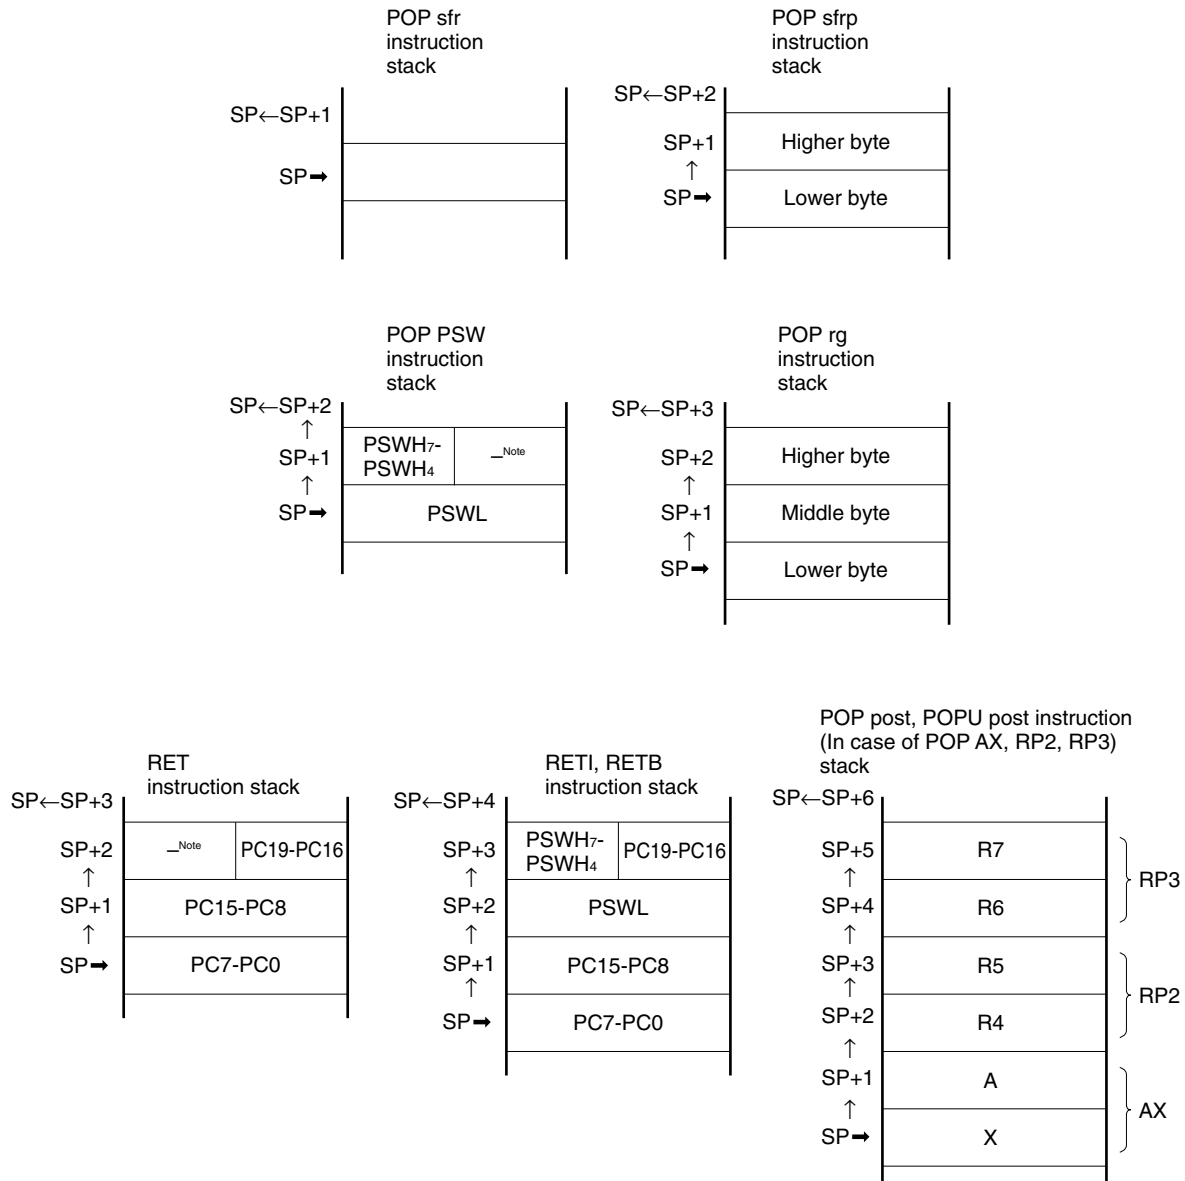 POP sfr
instruction
stack
SP←SP+1
SP➡
POP sfrp
instruction
stack
SP←SP+2
SP+1
Higher byte
↑
SP➡
Lower byte
POP PSW
instruction
stack
SP←SP+2
↑
SP+1
PSWH7-
PSWH4
–Note
↑
SP➡
PSWL
POP rg
instruction
stack
SP←SP+3
SP+2
Higher byte
↑
SP+1
Middle byte
↑
SP➡
Lower byte
RET
instruction stack
SP←SP+3
SP+2
–Note
PC19-PC16
↑
SP+1
PC15-PC8
↑
SP➡
PC7-PC0
RETI, RETB
instruction stack
SP←SP+4
SP+3
PSWH7-
PSWH4
PC19-PC16
↑
SP+2
PSWL
↑
SP+1
PC15-PC8
↑
SP➡
PC7-PC0
POP post, POPU post instruction
(In case of POP AX, RP2, RP3)
stack
SP←SP+6
SP+5
R7
↑
RP3
SP+4
R6
↑
SP+3
R5
↑
RP2
SP+2
R4
↑
SP+1
A
↑
AX
SP➡
X